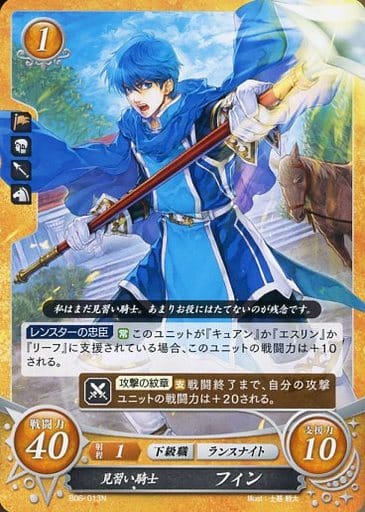 1
私はまだ見習い騎士。あまりお役にはたてないのが残念です。
レンスターの忠臣 常 このユニットが『キュアン』か『エスリン』か
『リーフ』に支援されている場合、このユニットの戦闘力は+10
される。
攻撃の紋章 支 戦闘終了まで、自分の攻撃
ユニットの戦闘力は+20される。
戦闘力
40
射程 1 下級職 ランスナイト
支援力
10
見習い騎士 フィン
B06-013N
Illust: